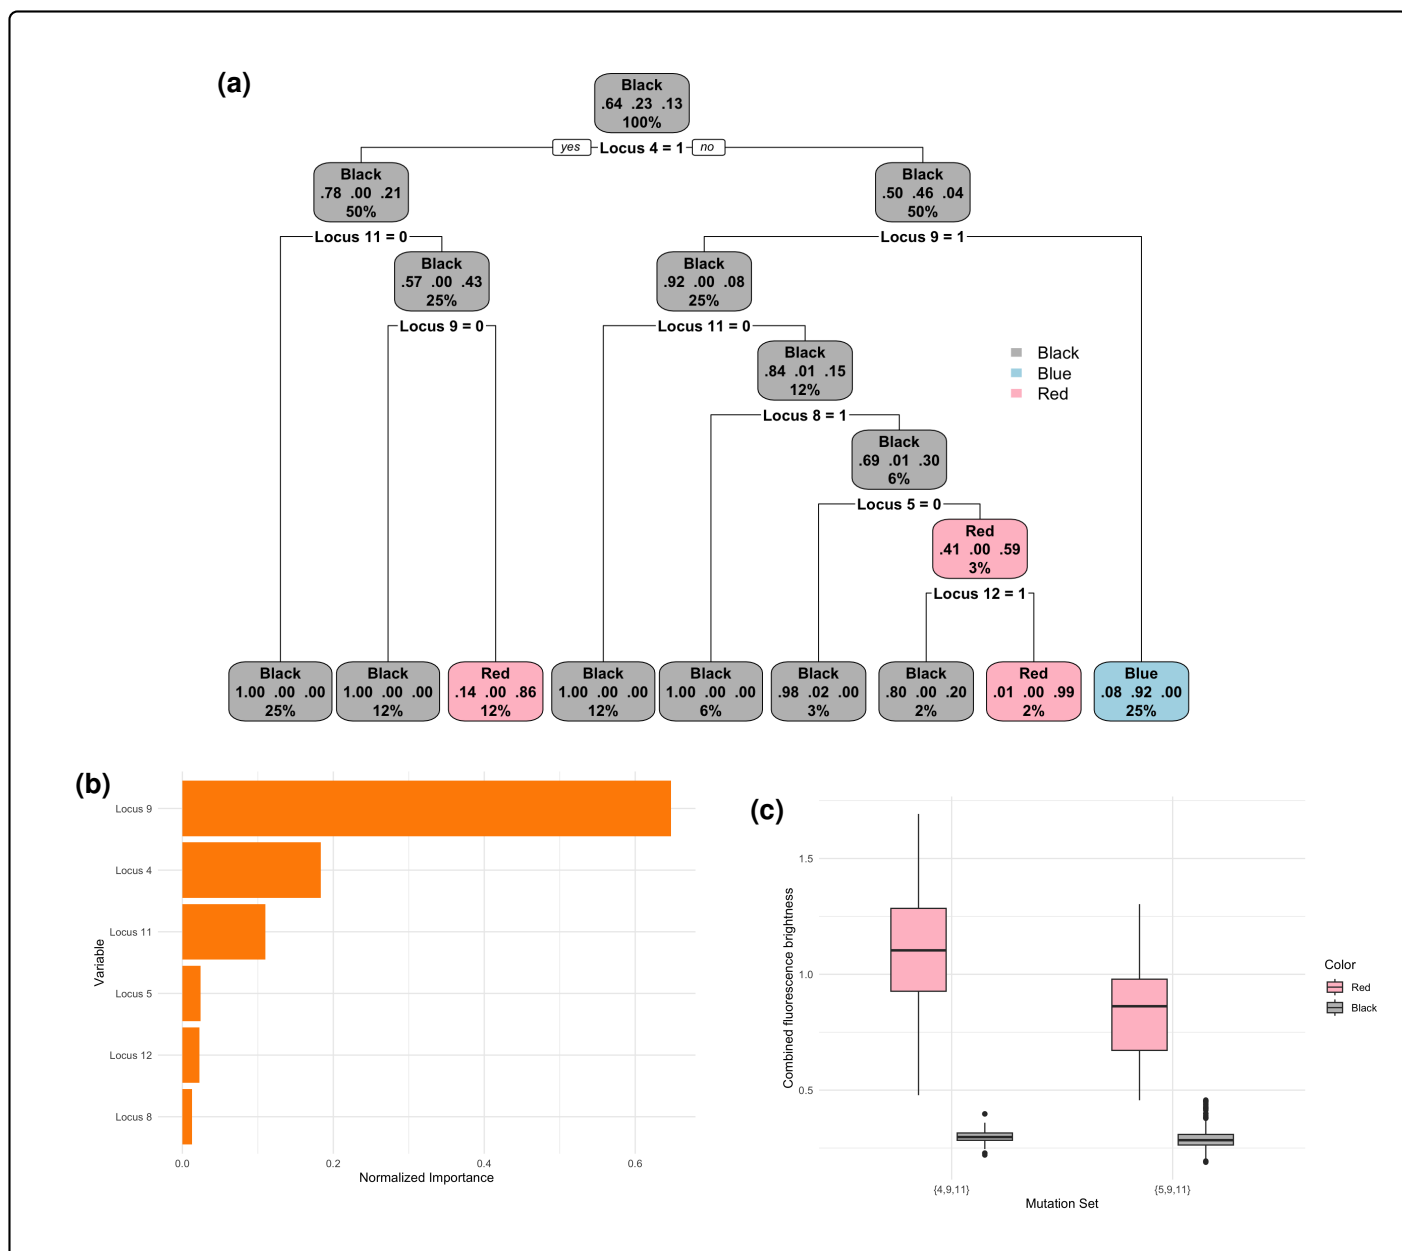 (a)
Black
.64 .23 .13
100%
yes Locus 4 = 1 no
Black
.78 .00 .21
50%
Black
.50 .46 .04
50%
Locus 11 = 0
Locus 9 = 1
Black
.57 .00 .43
25%
Black
.92 .00 .08
25%
Locus 9 = 0
Locus 11 = 0
Black
.84 .01 .15
12%
Black
Blue
Red
Locus 8 = 1
Black
.69 .01 .30
6%
Locus 5 = 0
Red
.41 .00 .59
3%
Locus 12 = 1
Black
1.00 .00 .00
25%
Black
1.00 .00 .00
12%
Red
.14 .00 .86
12%
Black
1.00 .00 .00
12%
Black
1.00 .00 .00
6%
Black
.98 .02 .00
3%
Black
.80 .00 .20
2%
Red
.01 .00 .99
2%
Blue
.08 .92 .00
25%
(b)
Variable
Locus 9
Locus 4
Locus 11
Locus 5
Locus 12
Locus 8
0.0 0.2 0.4 0.6
Normalized Importance
(c)
Combined fluorescence brightness
1.5
1.0
0.5
{4,9,11} {5,9,11}
Mutation Set
Color
Red
Black